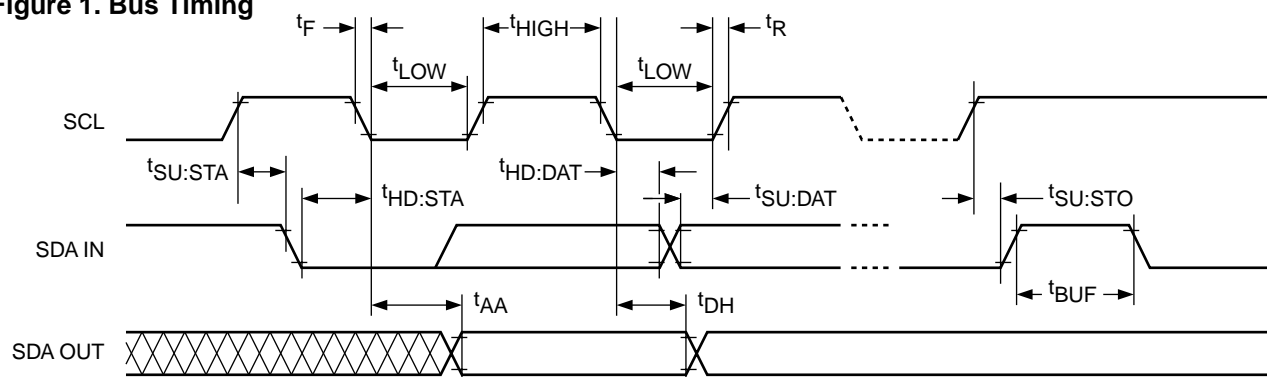 Figure 1. Bus Timing
tF
tHIGH
tR
tLOW
tLOW
SCL
tSU:STA
tHD:STA
tHD:DAT
tSU:DAT
tSU:STO
SDA IN
tBUF
tAA
tDH
SDA OUT